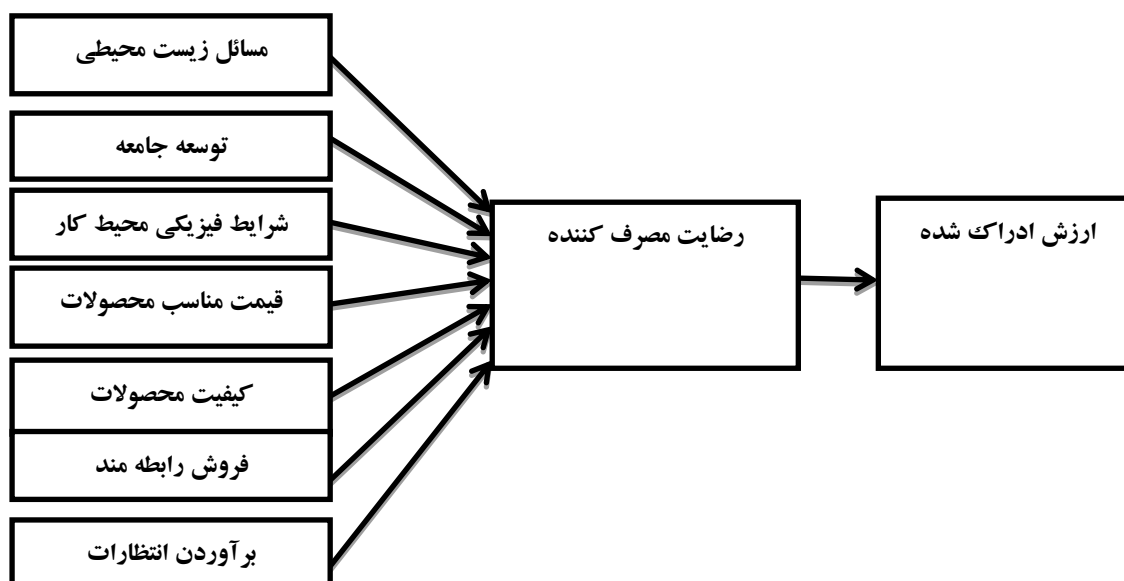 مسائل زیست محیطی
توسعه جامعه
شرایط فیزیکی محیط کار
قیمت مناسب محصولات
کیفیت محصولات
فروش رابطه مند
برآوردن انتظارات
رضایت مصرف کننده
ارزش ادراک شده